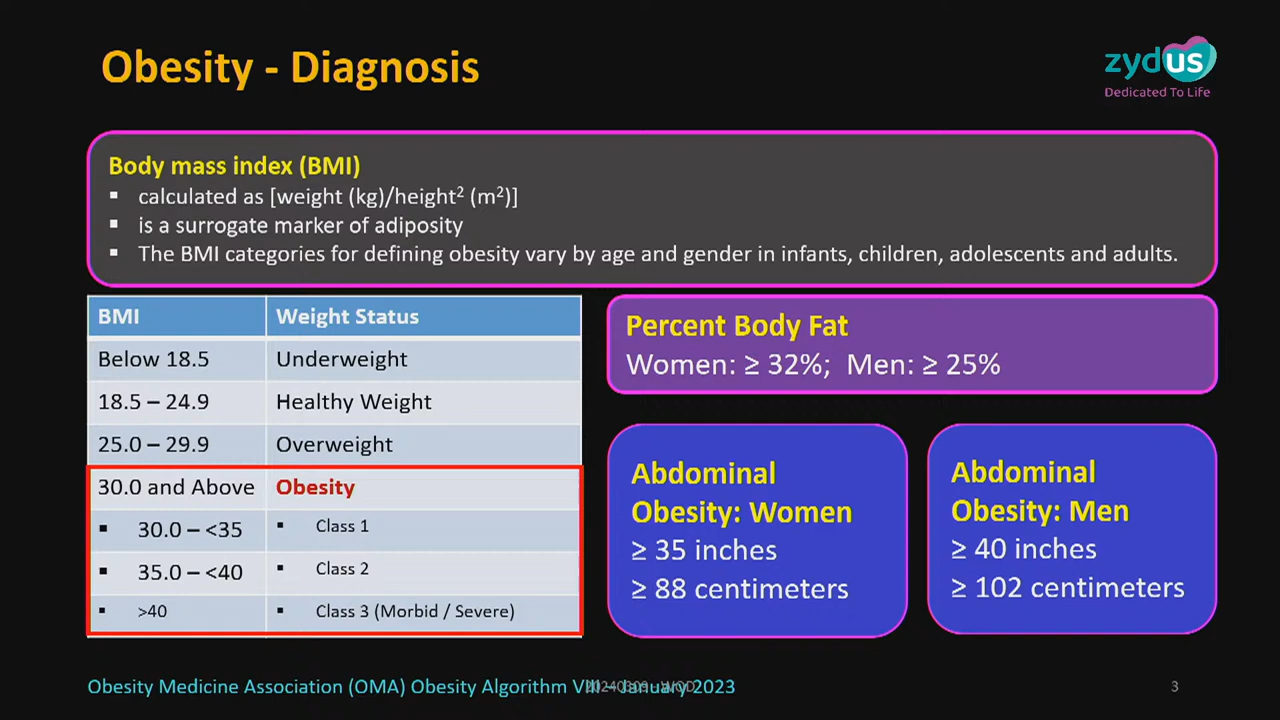 Obesity - Diagnosis
zydus
Dedicated To Life
Body mass index (BMI)
▪ calculated as [weight (kg)/height² (m²)]
▪ is a surrogate marker of adiposity
▪ The BMI categories for defining obesity vary by age and gender in infants, children, adolescents and adults.
BMI Weight Status
Below 18.5 Underweight
18.5 – 24.9 Healthy Weight
25.0 – 29.9 Overweight
30.0 and Above Obesity
▪ 30.0 – <35 ▪ Class 1
▪ 35.0 – <40 ▪ Class 2
▪ >40 ▪ Class 3 (Morbid / Severe)
Percent Body Fat
Women: ≥ 32%; Men: ≥ 25%
Abdominal
Obesity: Women
≥ 35 inches
≥ 88 centimeters
Abdominal
Obesity: Men
≥ 40 inches
≥ 102 centimeters
Obesity Medicine Association (OMA) Obesity Algorithm VIII – January 2023
3